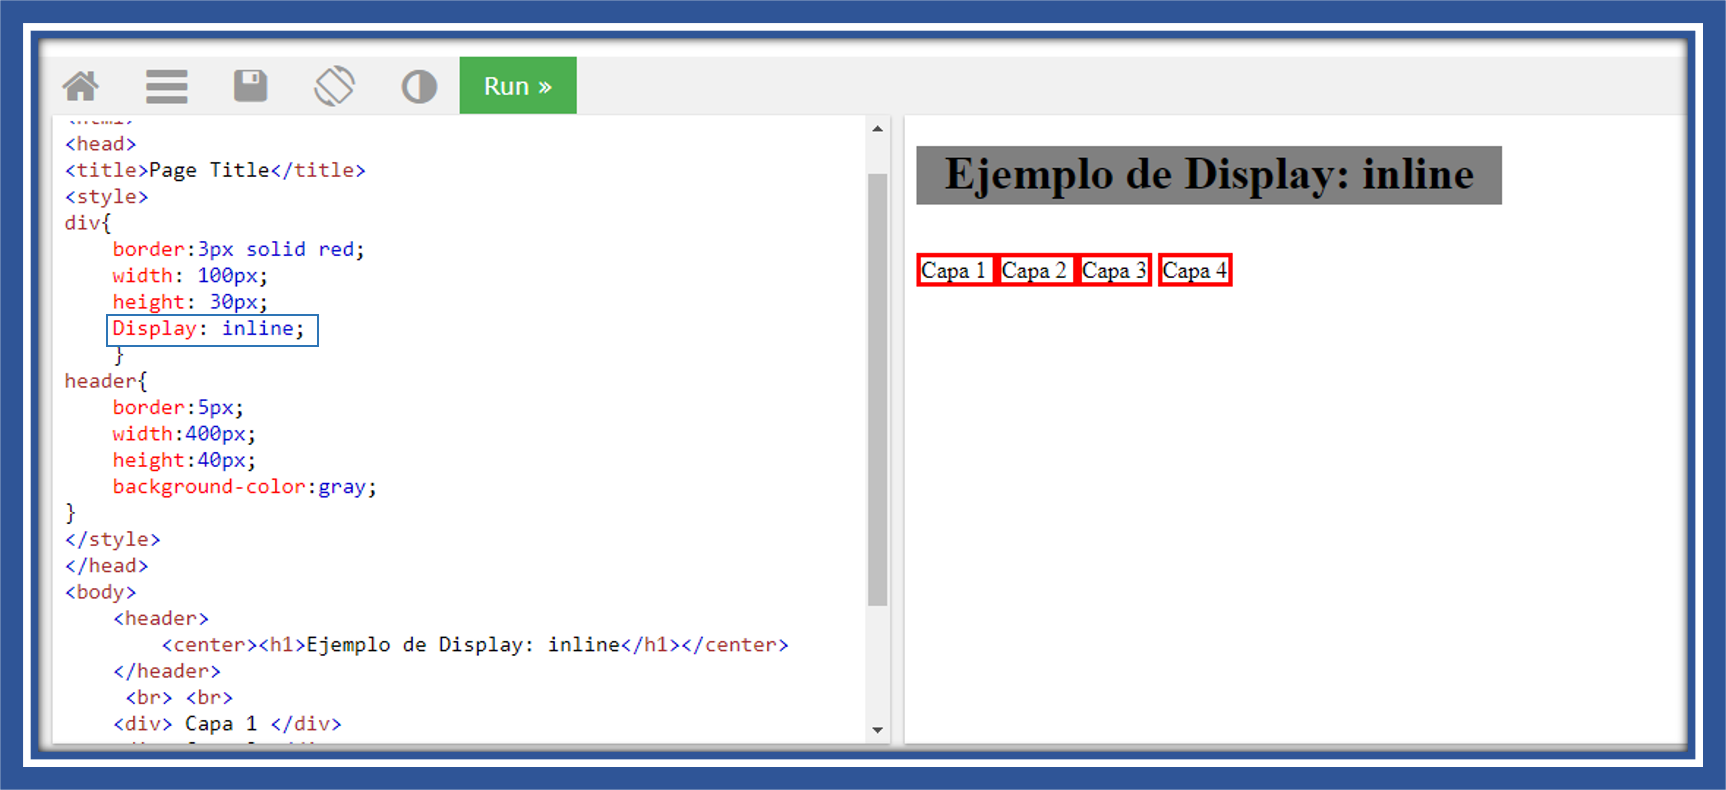 Run »
<head>
<title>Page Title</title>
<style>
div{
border:3px solid red;
width: 100px;
height: 30px;
Display: inline;
}
header{
border:5px;
width:400px;
height:40px;
background-color:gray;
}
</style>
</head>
<body>
<header>
<center><h1>Ejemplo de Display: inline</h1></center>
</header>
<br> <br>
<div> Capa 1 </div>
Ejemplo de Display: inline
Capa 1 Capa 2 Capa 3 Capa 4